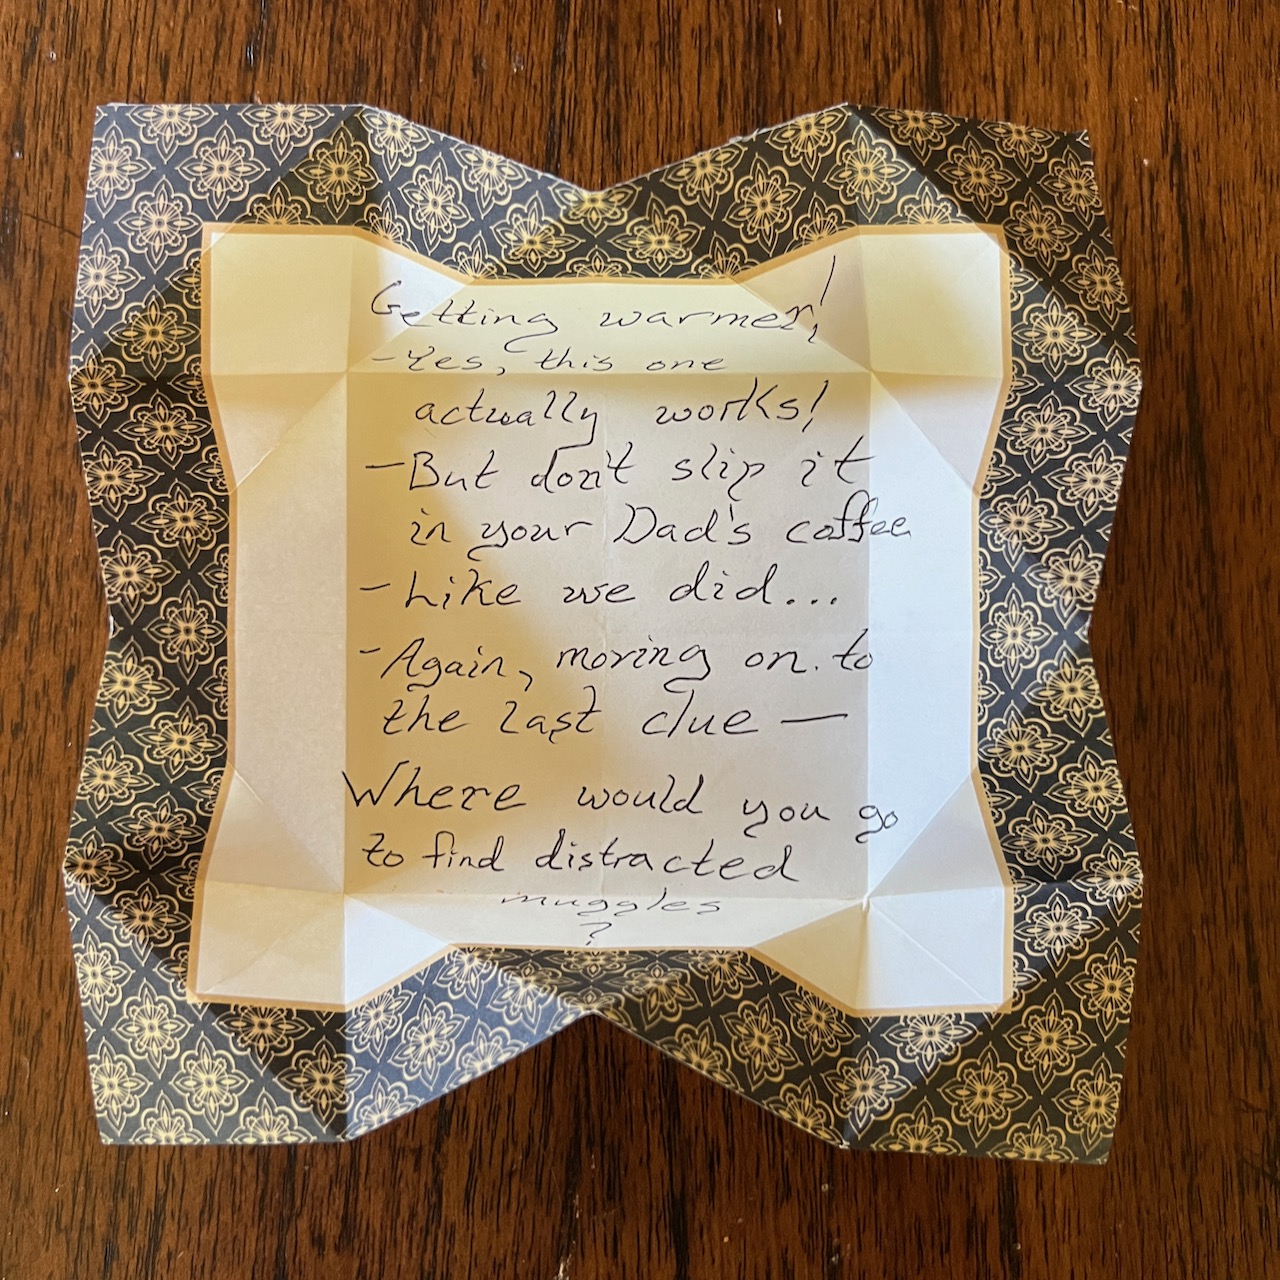 Getting warmer!
- Yes, this one
actually works!
- But don't slip it
in your Dad's coffee
- Like we did...
- Again, moving on to
the last clue —
Where would you go
to find distracted
muggles
?